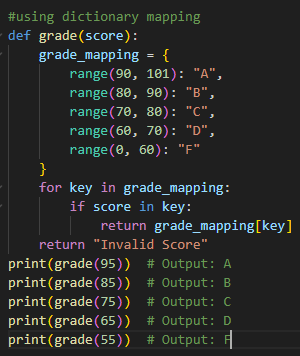 #using dictionary mapping
def grade(score):
    grade_mapping = {
        range(90, 101): "A",
        range(80, 90): "B",
        range(70, 80): "C",
        range(60, 70): "D",
        range(0, 60): "F"
    }
    for key in grade_mapping:
        if score in key:
            return grade_mapping[key]
    return "Invalid Score"
print(grade(95))  # Output: A
print(grade(85))  # Output: B
print(grade(75))  # Output: C
print(grade(65))  # Output: D
print(grade(55))  # Output: F